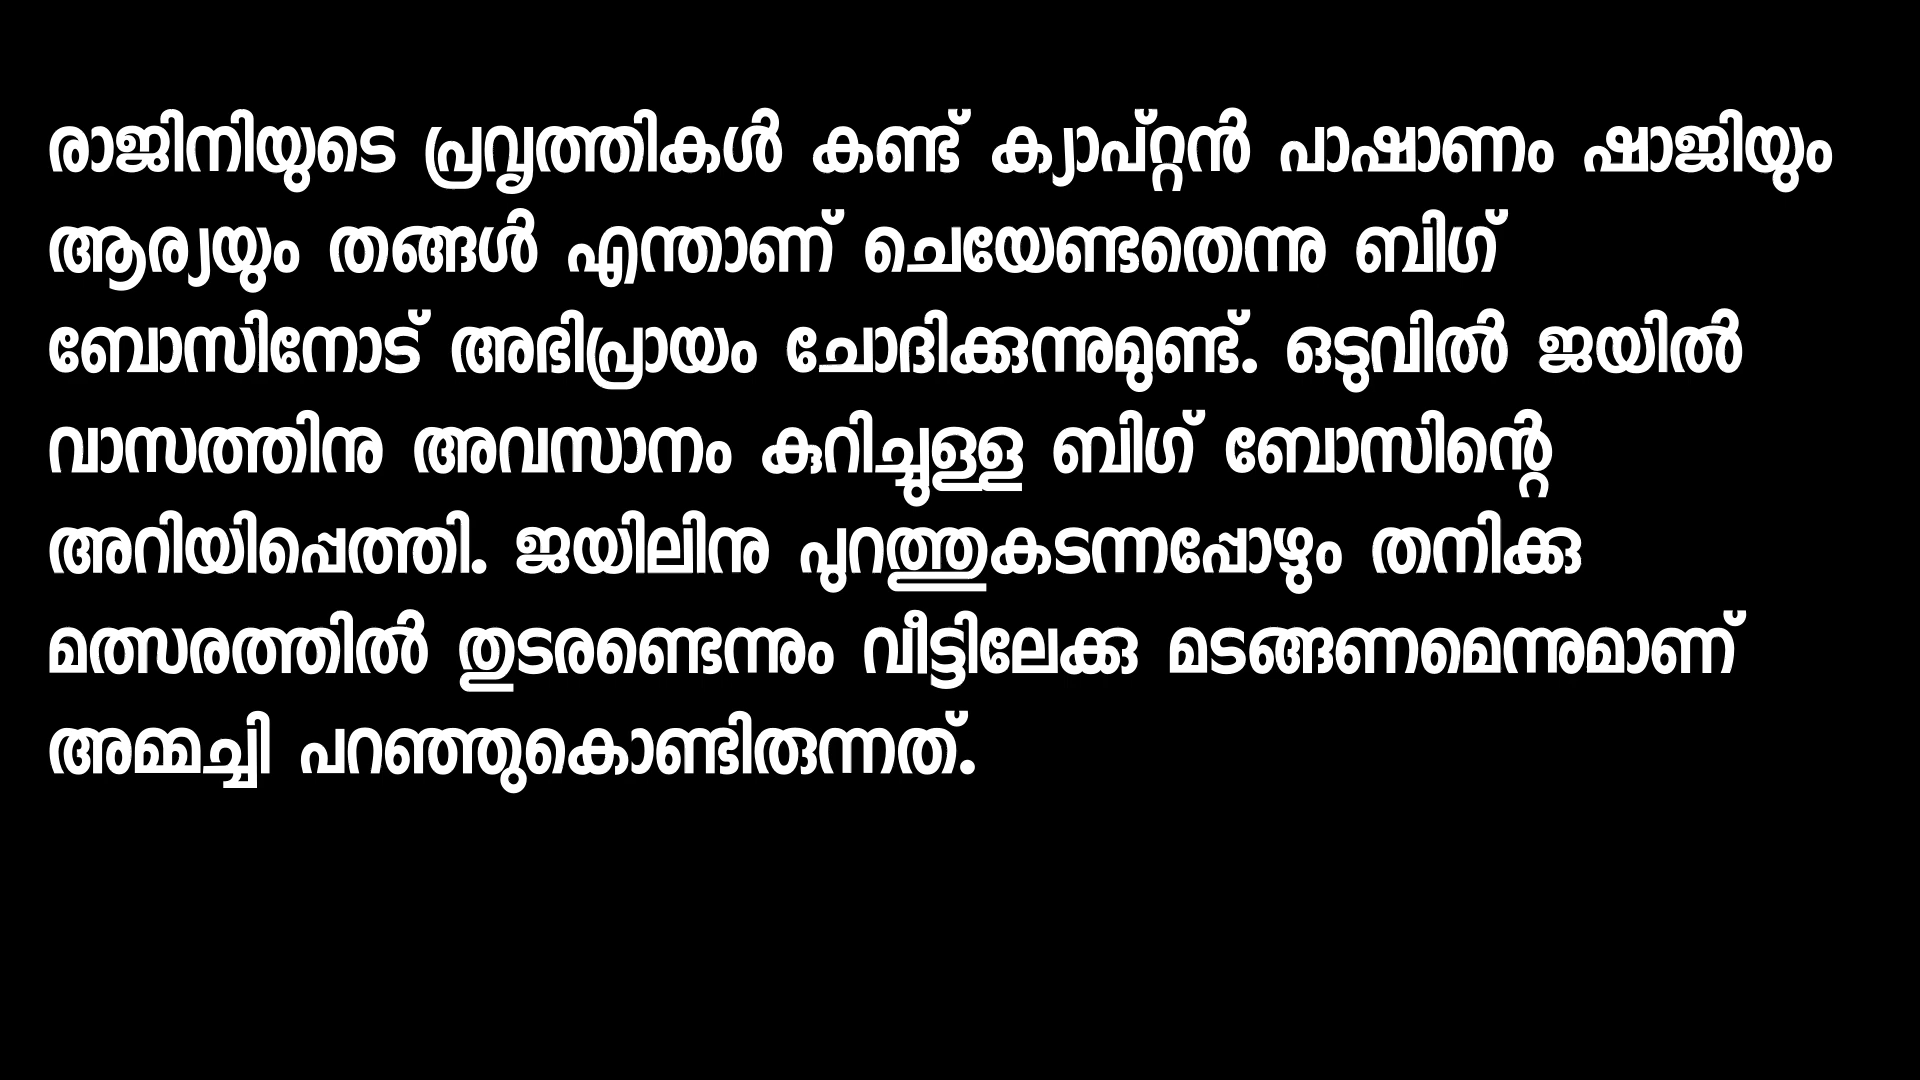 രാജിനിയുടെ പ്രവൃത്തികൾ കണ്ട് ക്യാപ്റ്റൻ പാഷാണം ഷാജിയും
ആര്യയും തങ്ങൾ എന്താണ് ചെയേണ്ടതെന്നു ബിഗ്
ബോസിനോട് അഭിപ്രായം ചോദിക്കുന്നുമുണ്ട്. ഒടുവിൽ ജയിൽ
വാസത്തിനു അവസാനം കുറിച്ചുള്ള ബിഗ് ബോസിന്റെ
അറിയിപ്പെത്തി. ജയിലിനു പുറത്തുകടന്നപ്പോഴും തനിക്കു
മത്സരത്തിൽ തുടരണ്ടെന്നും വീട്ടിലേക്കു മടങ്ങണമെന്നുമാണ്
അമ്മച്ചി പറഞ്ഞുകൊണ്ടിരുന്നത്.